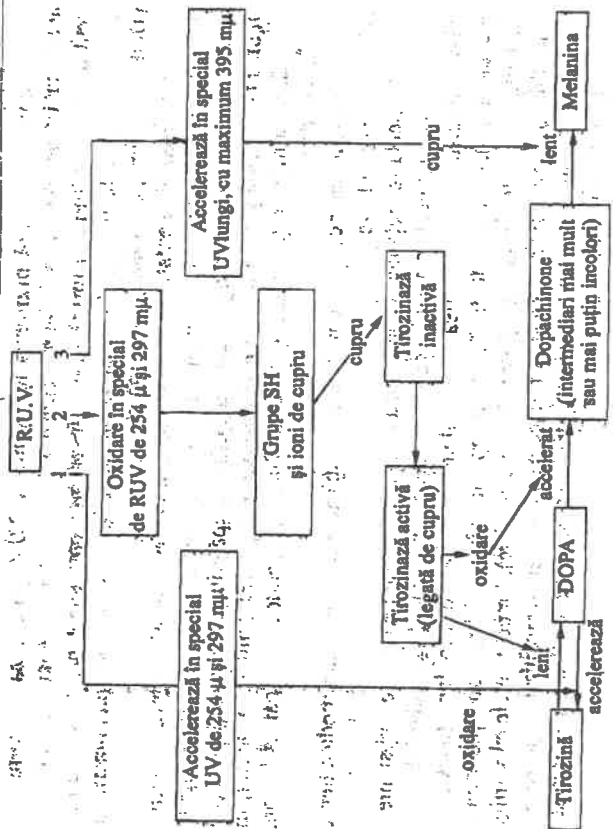 R.U.V.
1
2
3
Accelerează în special
UV de 254 µ și 297 mµ
Oxidare în special
de RUV de 254 µ și 297 mµ
Accelerează în special
UV lungi, cu maximum 395 mµ
Grupe SH
și ioni de cupru
cupru
cupru
Tirozinază activă
(legată de cupru)
Tirozinază
inactivă
oxidare
oxidare
lent
accelerat
lent
Tirozină
DOPA
Dopachinone
(intermediari mai mult
sau mai puțin incolori)
Melanina
accelerează